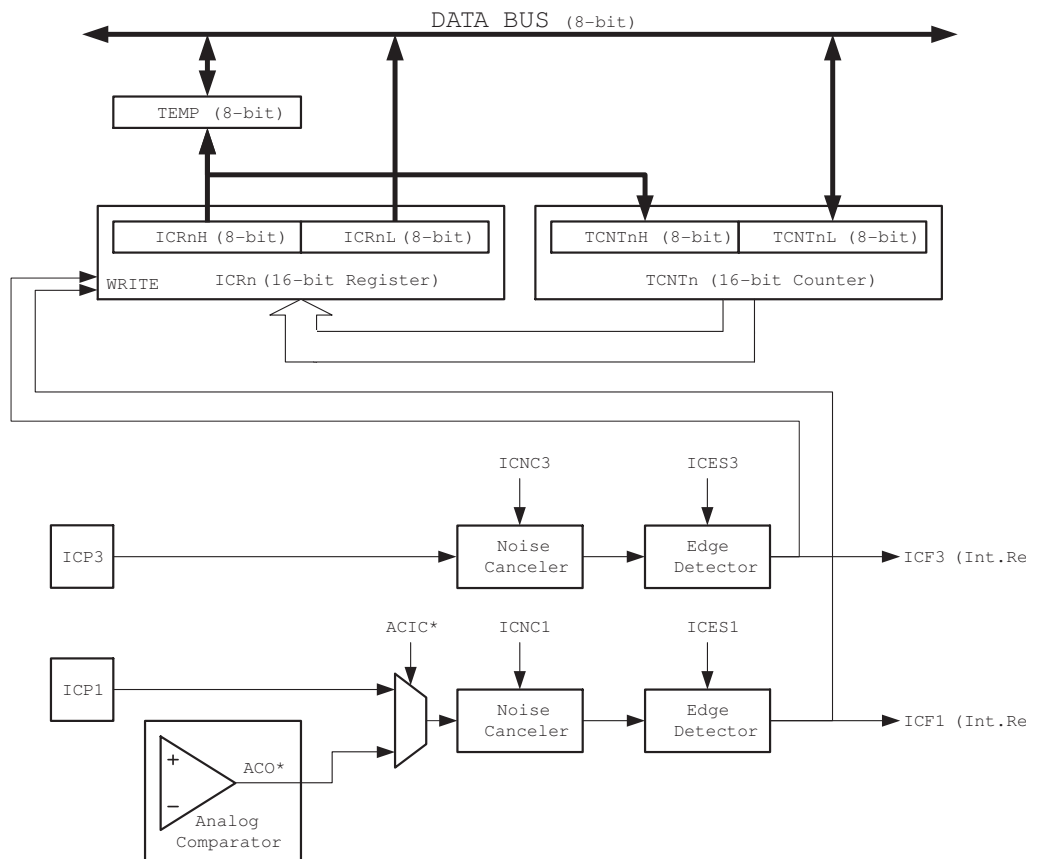 DATA BUS (8-bit)
TEMP (8-bit)
ICRnH (8-bit)
ICRnL (8-bit)
TCNTnH (8-bit)
TCNTnL (8-bit)
WRITE
ICRn (16-bit Register)
TCNTn (16-bit Counter)
ICNC3
ICES3
ICP3
Noise
Canceler
Edge
Detector
ICF3 (Int.Re
ACIC*
ICNC1
ICES1
ICP1
Noise
Canceler
Edge
Detector
ICF1 (Int.Re
+
ACO*
−
Analog
Comparator